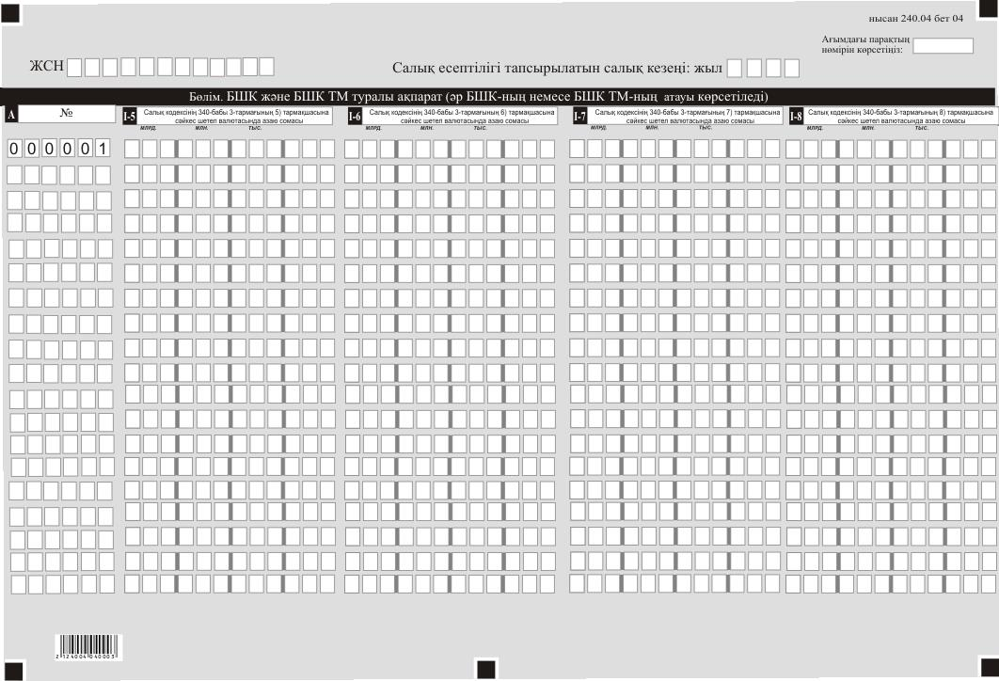 нысан 240.04 бет 04
Ағымдағы парақтың
нөмірін көрсетіңіз:
ЖСН
Салық есептілігі тапсырылатын салық кезеңі: жыл
Бөлім. БШК және БШК ТМ туралы ақпарат (әр БШК-ның немесе БШК ТМ-ның атауы көрсетіледі)
A №
I-5 Салық кодексінің 340-бабы 3-тармағының 5) тармақшасына
сәйкес шетел валютасында азаю сомасы
I-6 Салық кодексінің 340-бабы 3-тармағының 6) тармақшасына
сәйкес шетел валютасында азаю сомасы
I-7 Салық кодексінің 340-бабы 3-тармағының 7) тармақшасына
сәйкес шетел валютасында азаю сомасы
I-8 Салық кодексінің 340-бабы 3-тармағының 8) тармақшасына
сәйкес шетел валютасында азаю сомасы
МЛРД. МЛН. ТЫС. МЛРД. МЛН. ТЫС. МЛРД. МЛН. ТЫС. МЛРД. МЛН. ТЫС.
000001
2124004040003